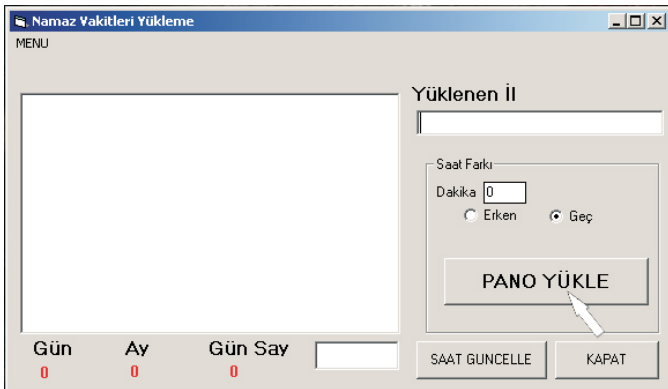 Namaz Vakitleri Yükleme
MENU
Yüklenen İl
Saat Farkı
Dakika 0
Erken Geç
PANO YÜKLE
Gün Ay Gün Say
0 0 0
SAAT GUNCELLE KAPAT